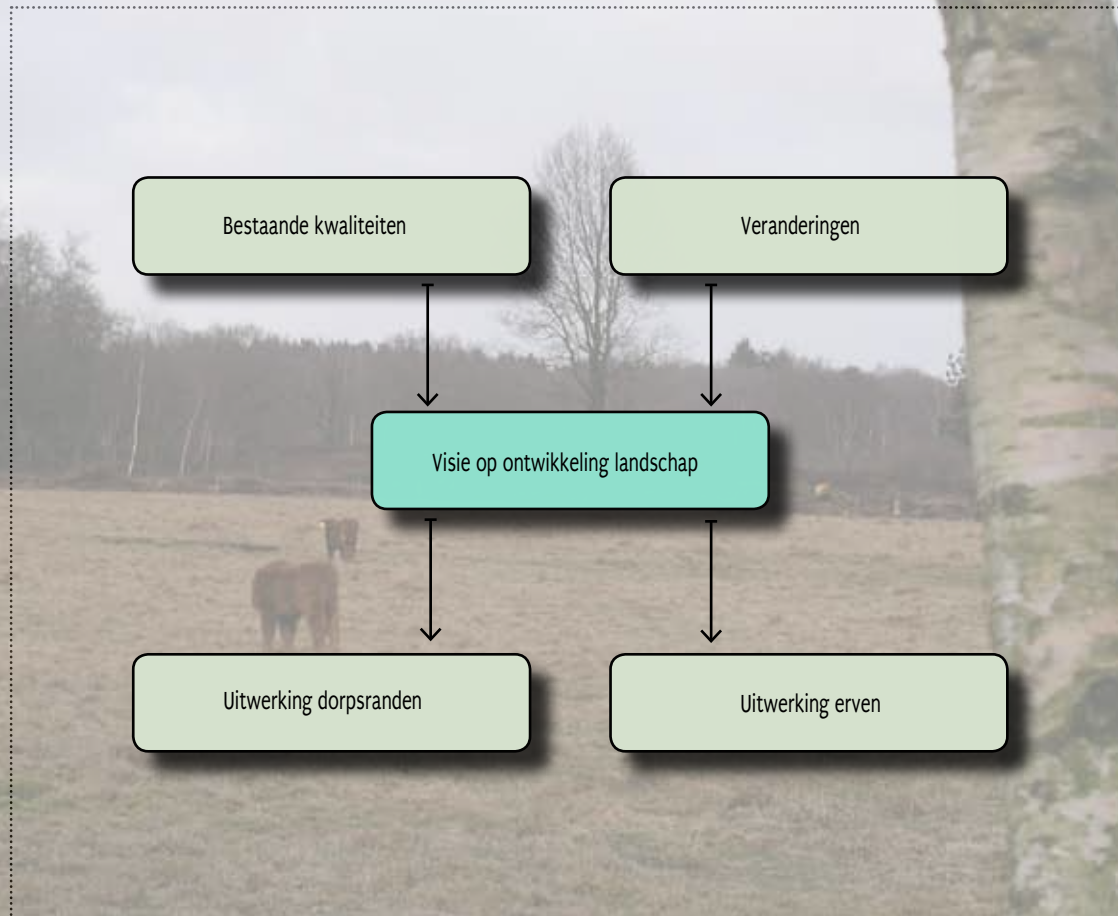 Bestaande kwaliteiten
Veranderingen
Visie op ontwikkeling landschap
Uitwerking dorpsranden
Uitwerking erven